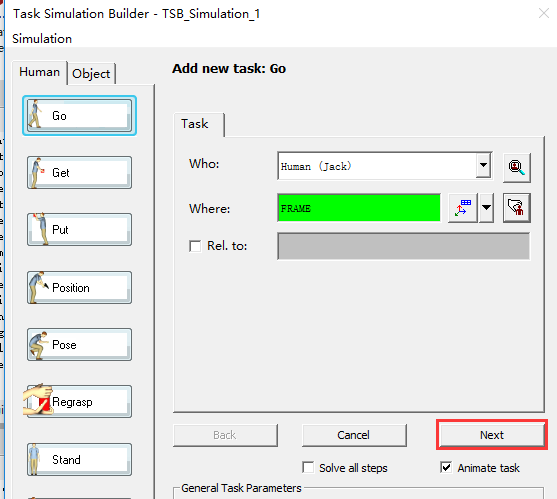 Task Simulation Builder - TSB_Simulation_1
Simulation
Human
Object
Add new task: Go
Go
Task
Who:
Human (Jack)
Get
Where:
FRAME
Put
Rel. to:
Position
Pose
Regrasp
Back
Cancel
Next
Stand
Solve all steps
Animate task
General Task Parameters